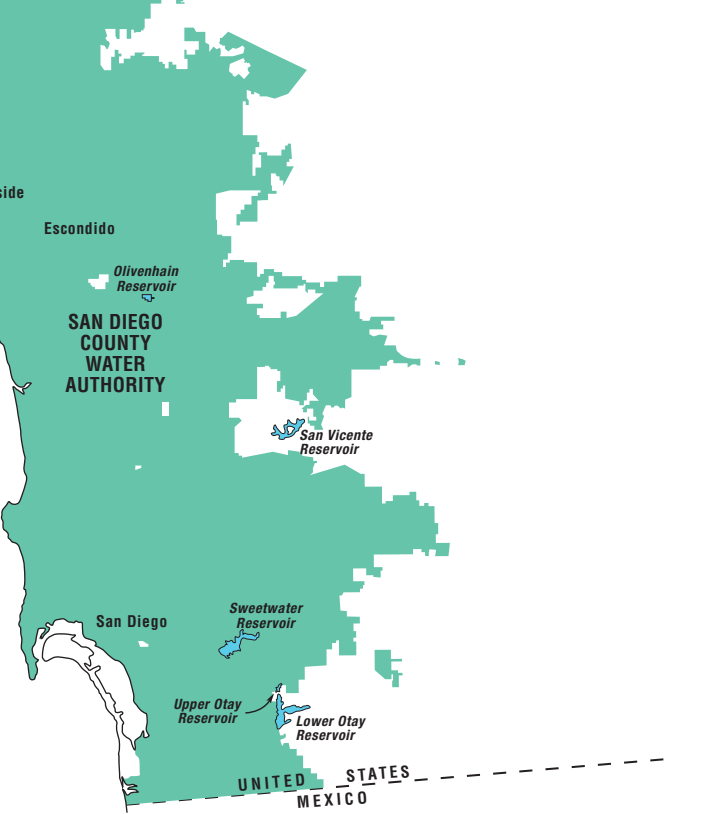 side
Escondido
Olivenhain
Reservoir
SAN DIEGO
COUNTY
WATER
AUTHORITY
San Vicente
Reservoir
Sweetwater
Reservoir
San Diego
Upper Otay
Reservoir
Lower Otay
Reservoir
UNITED STATES
MEXICO